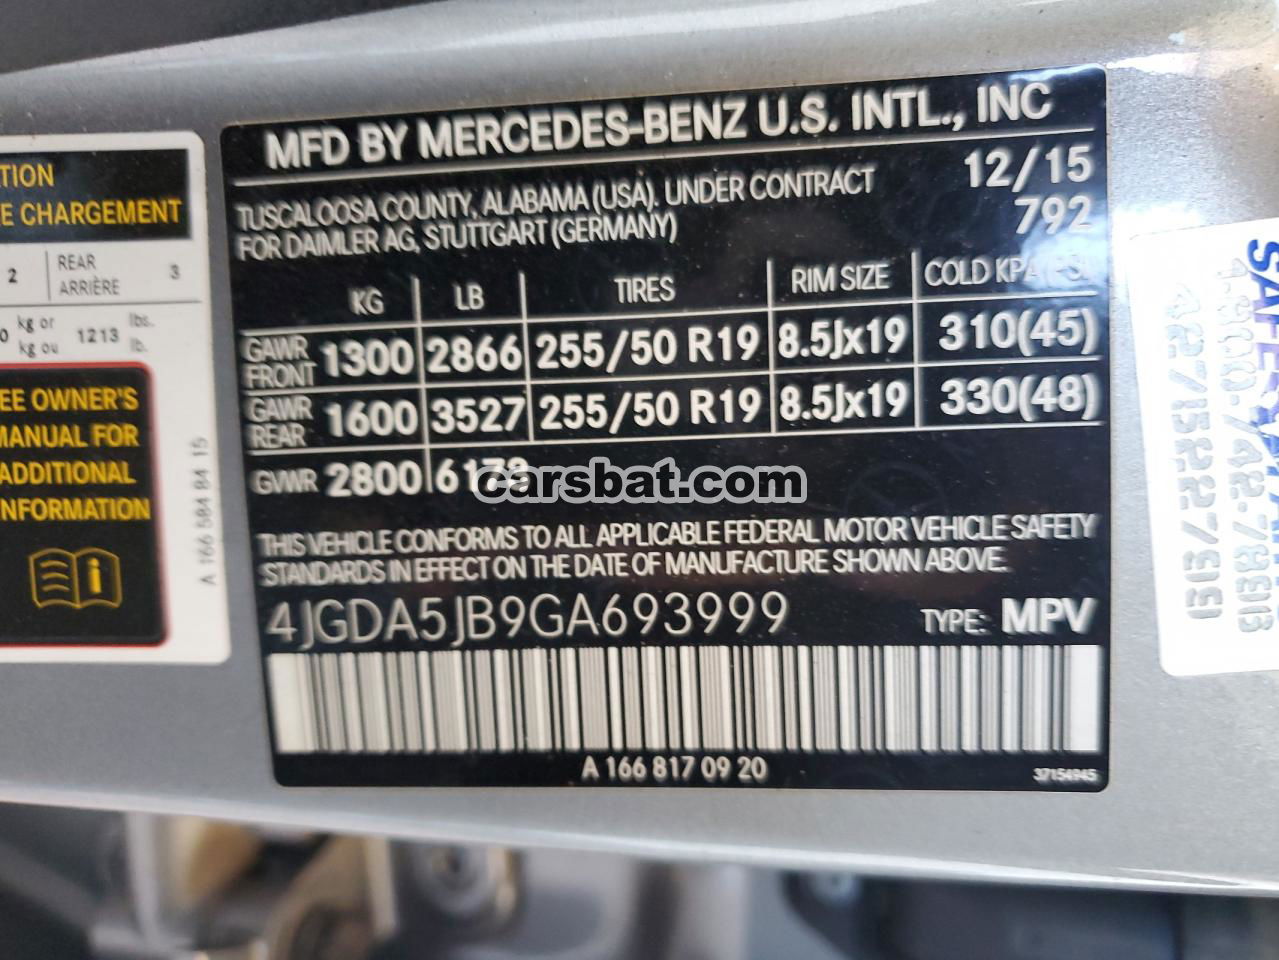 TION
E CHARGEMENT
2 REAR ARRIÈRE 3
0 kg or kg ou 1213 lbs. lb.
EE OWNER'S
MANUAL FOR
ADDITIONAL
NFORMATION
A 166 584 84 15
MFD BY MERCEDES-BENZ U.S. INTL., INC
TUSCALOOSA COUNTY, ALABAMA (USA). UNDER CONTRACT
FOR DAIMLER AG, STUTTGART (GERMANY)
12/15
792
KG LB TIRES RIM SIZE COLD KPA (PSI
GAWR FRONT 1300 2866 255/50 R19 8.5Jx19 310(45)
GAWR REAR 1600 3527 255/50 R19 8.5Jx19 330(48)
GVWR 2800 6173
carsbat.com
THIS VEHICLE CONFORMS TO ALL APPLICABLE FEDERAL MOTOR VEHICLE SAFETY
STANDARDS IN EFFECT ON THE DATE OF MANUFACTURE SHOWN ABOVE.
4JGDA5JB9GA693999 TYPE: MPV
A 166 817 09 20
37154945